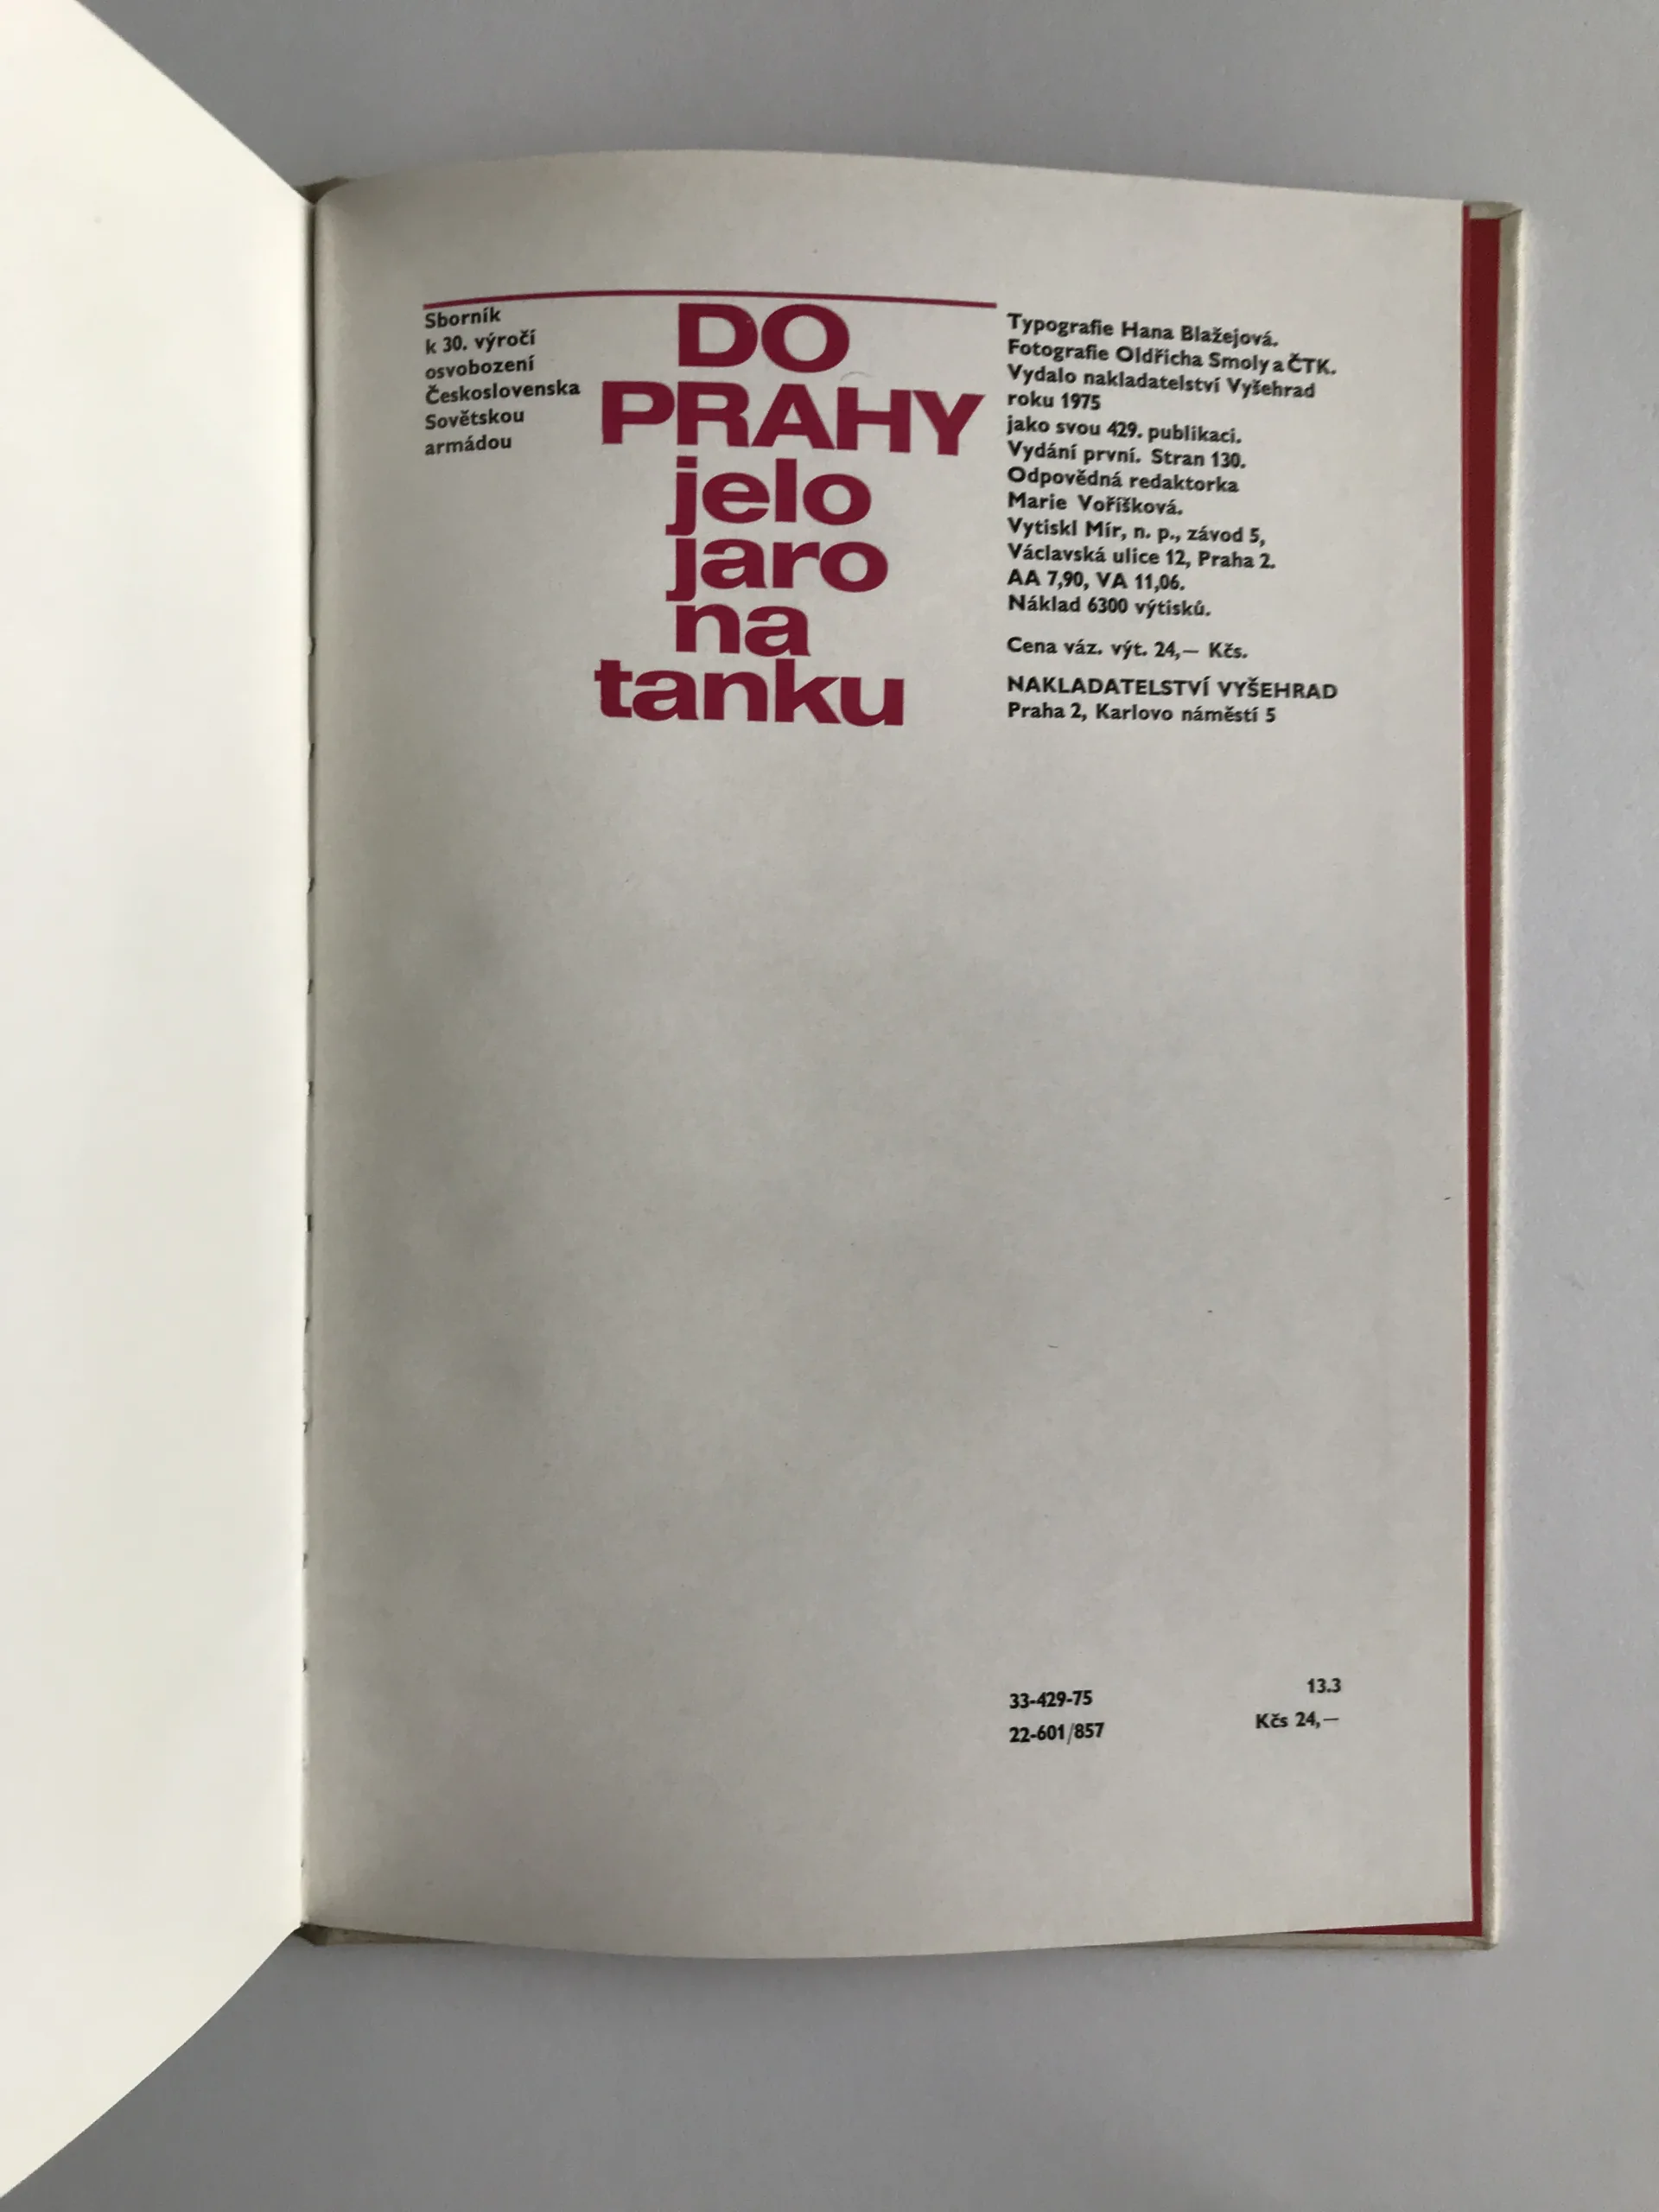 Sborník
k 30. výročí
osvobození
Československa
Sovětskou
armádou
DO
PRAHY
jelo
jaro
na
tanku
Typografie Hana Blažejová.
Fotografie Oldřicha Smoly a ČTK.
Vydalo nakladatelství Vyšehrad
roku 1975
jako svou 429. publikaci.
Vydání první. Stran 130.
Odpovědná redaktorka
Marie Voříšková.
Vytiskl Mír, n. p., závod 5,
Václavská ulice 12, Praha 2.
AA 7,90, VA 11,06.
Náklad 6300 výtisků.
Cena váz. výt. 24,— Kčs.
NAKLADATELSTVÍ VYŠEHRAD
Praha 2, Karlovo náměstí 5
33-429-75 13.3
22-601/857 Kčs 24,—